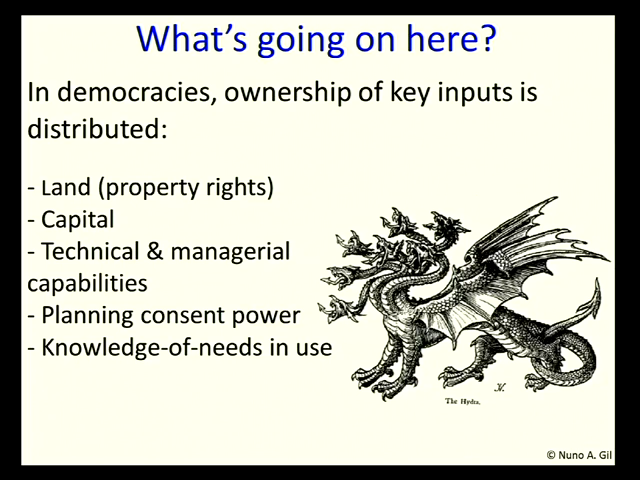 What's going on here?
In democracies, ownership of key inputs is
distributed:
- Land (property rights)
- Capital
- Technical & managerial
capabilities
- Planning consent power
- Knowledge-of-needs in use
The Hydra.
© Nuno A. Gil